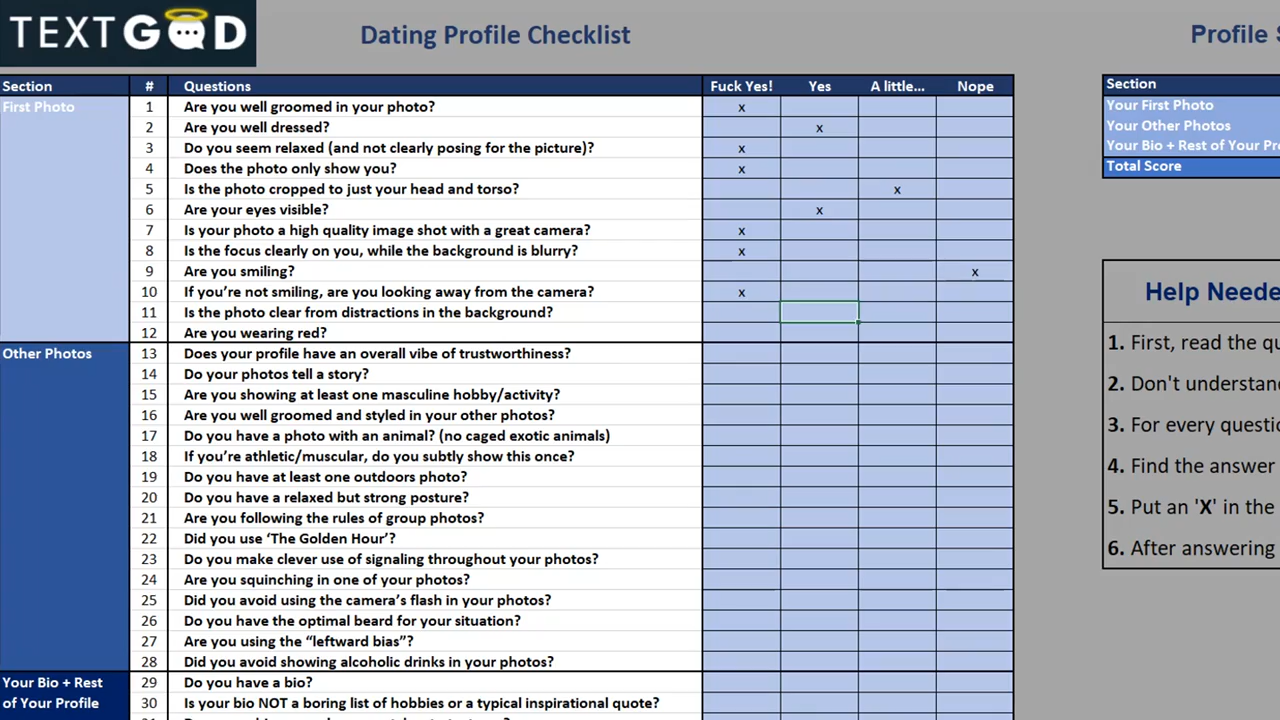 TEXTGOD
Dating Profile Checklist
Profile
Section # Questions Fuck Yes! Yes A little... Nope
First Photo 1 Are you well groomed in your photo? x
2 Are you well dressed? x
3 Do you seem relaxed (and not clearly posing for the picture)? x
4 Does the photo only show you? x
5 Is the photo cropped to just your head and torso? x
6 Are your eyes visible? x
7 Is your photo a high quality image shot with a great camera? x
8 Is the focus clearly on you, while the background is blurry? x
9 Are you smiling? x
10 If you’re not smiling, are you looking away from the camera? x
11 Is the photo clear from distractions in the background?
12 Are you wearing red?
Other Photos 13 Does your profile have an overall vibe of trustworthiness?
14 Do your photos tell a story?
15 Are you showing at least one masculine hobby/activity?
16 Are you well groomed and styled in your other photos?
17 Do you have a photo with an animal? (no caged exotic animals)
18 If you’re athletic/muscular, do you subtly show this once?
19 Do you have at least one outdoors photo?
20 Do you have a relaxed but strong posture?
21 Are you following the rules of group photos?
22 Did you use ‘The Golden Hour’?
23 Do you make clever use of signaling throughout your photos?
24 Are you squinching in one of your photos?
25 Did you avoid using the camera’s flash in your photos?
26 Do you have the optimal beard for your situation?
27 Are you using the “leftward bias”?
28 Did you avoid showing alcoholic drinks in your photos?
Your Bio + Rest 29 Do you have a bio?
of Your Profile 30 Is your bio NOT a boring list of hobbies or a typical inspirational quote?
Section
Your First Photo
Your Other Photos
Your Bio + Rest of Your Pro
Total Score
Help Neede
1. First, read the qu
2. Don't understan
3. For every questi
4. Find the answer
5. Put an 'X' in the
6. After answering